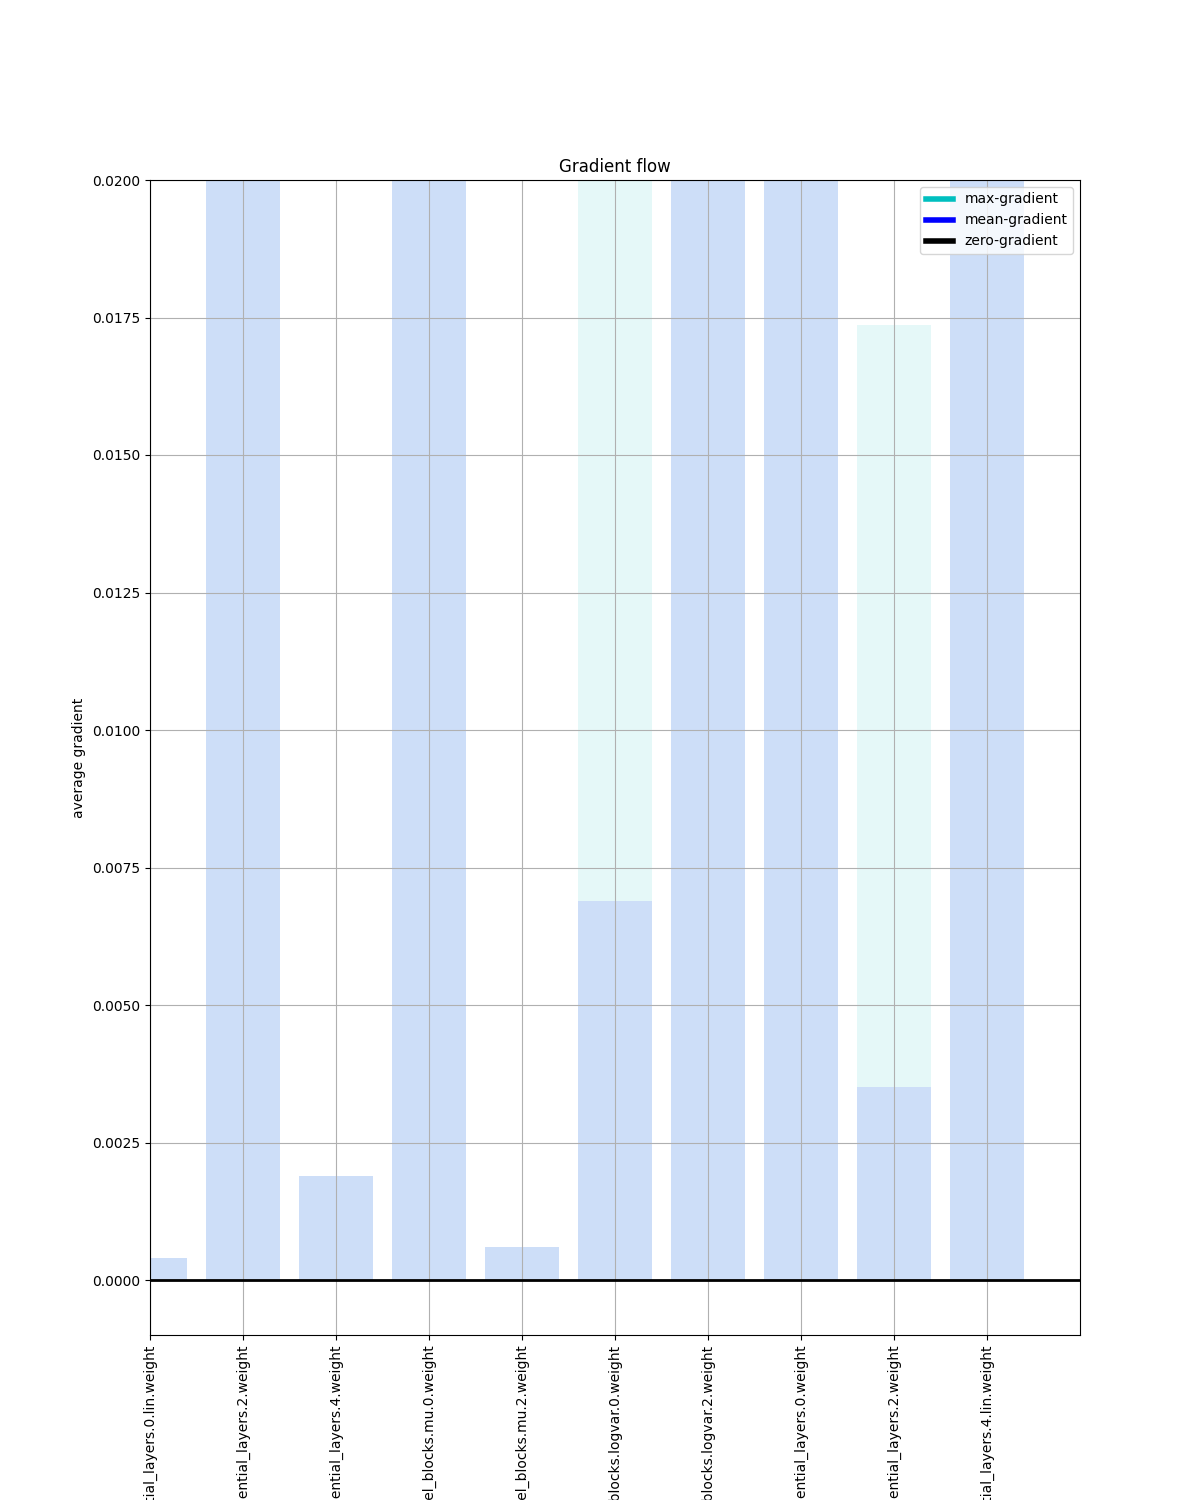 Gradient flow
max-gradient
mean-gradient
zero-gradient
0.0200
0.0175
0.0150
0.0125
0.0100
0.0075
0.0050
0.0025
0.0000
average gradient
tial_layers.0.lin.weight
ential_layers.2.weight
ential_layers.4.weight
el_blocks.mu.0.weight
el_blocks.mu.2.weight
blocks.logvar.0.weight
blocks.logvar.2.weight
ential_layers.0.weight
ential_layers.2.weight
tial_layers.4.lin.weight